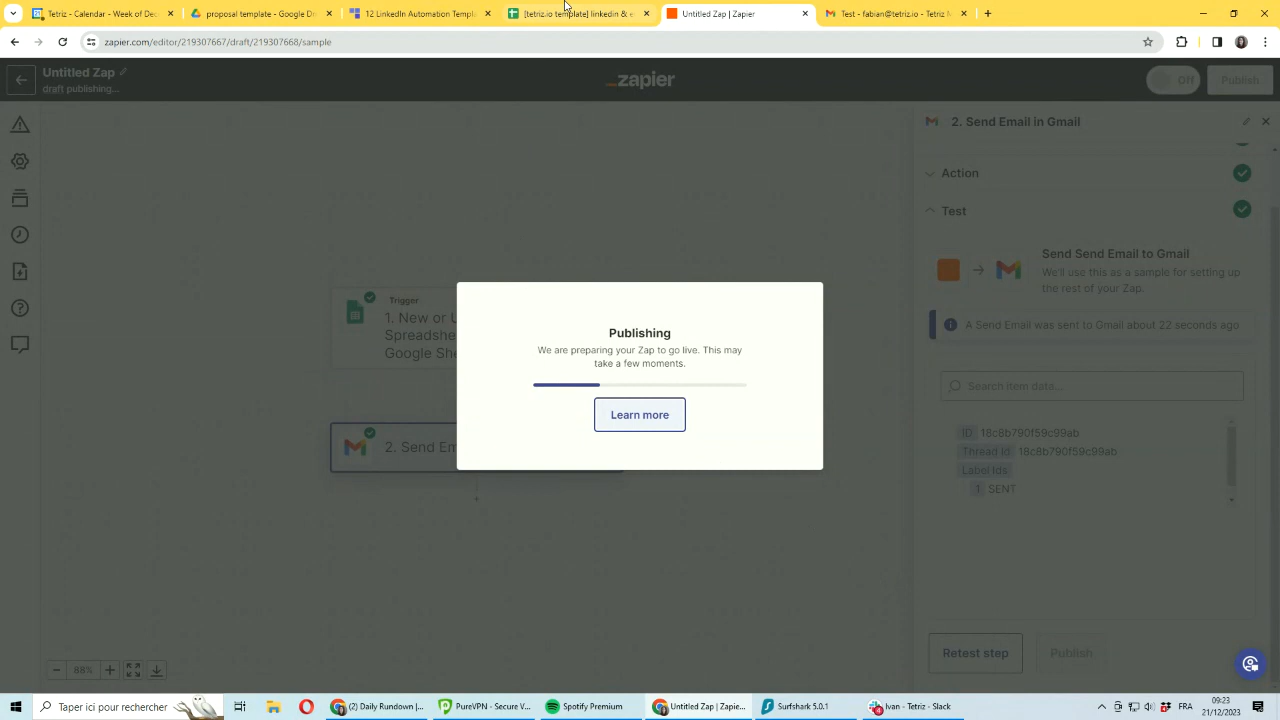 Tetriz - Calendar - Week of Dec
proposal template - Google Dri
12 LinkedIn Automation Templ
[tetriz.io template] linkedin & e
Untitled Zap | Zapier
Test - fabian@tetriz.io - Tetriz M
zapier.com/editor/219307667/draft/219307668/sample
Untitled Zap
draft publishing...
zapier
Off
Publish
2. Send Email in Gmail
Action
Test
Send Send Email to Gmail
We'll use this as a sample for setting up
the rest of your Zap.
A Send Email was sent to Gmail about 22 seconds ago
Search item data...
ID 18c8b790f59c99ab
Thread Id 18c8b790f59c99ab
Label Ids
1 SENT
Retest step
Publish
Trigger
1. New or U
Spreadshe
Google She
2. Send Em
Publishing
We are preparing your Zap to go live. This may
take a few moments.
Learn more
88%
Taper ici pour rechercher
(2) Daily Rundown (...
PureVPN - Secure V...
Spotify Premium
Untitled Zap | Zapie...
Surfshark 5.0.1
Ivan - Tetriz - Slack
FRA
09:23
21/12/2023